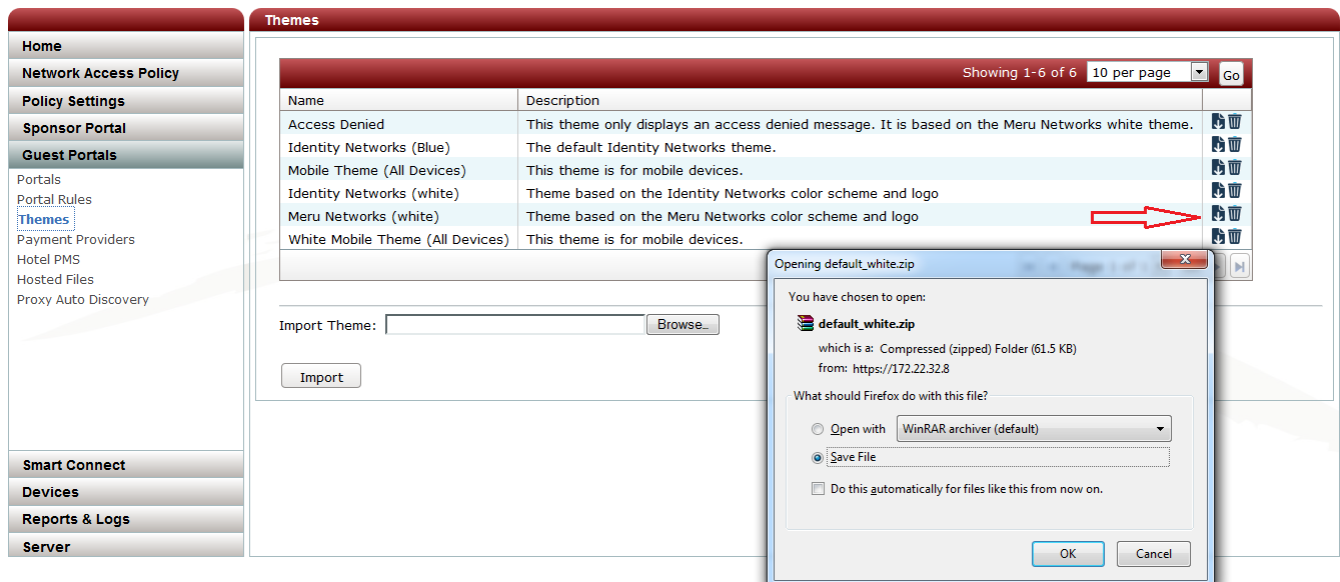 Themes
Home
Network Access Policy
Policy Settings
Sponsor Portal
Guest Portals
Portals
Portal Rules
Themes
Payment Providers
Hotel PMS
Hosted Files
Proxy Auto Discovery
Smart Connect
Devices
Reports & Logs
Server
Showing 1-6 of 6 10 per page Go
Name Description
Access Denied This theme only displays an access denied message. It is based on the Meru Networks white theme.
Identity Networks (Blue) The default Identity Networks theme.
Mobile Theme (All Devices) This theme is for mobile devices.
Identity Networks (white) Theme based on the Identity Networks color scheme and logo
Meru Networks (white) Theme based on the Meru Networks color scheme and logo
White Mobile Theme (All Devices) This theme is for mobile devices.
Import Theme: Browse...
Import
Opening default_white.zip
Page 1 of 1
You have chosen to open:
default_white.zip
which is a: Compressed (zipped) Folder (61.5 KB)
from: https://172.22.32.8
What should Firefox do with this file?
Open with WinRAR archiver (default)
Save File
Do this automatically for files like this from now on.
OK Cancel